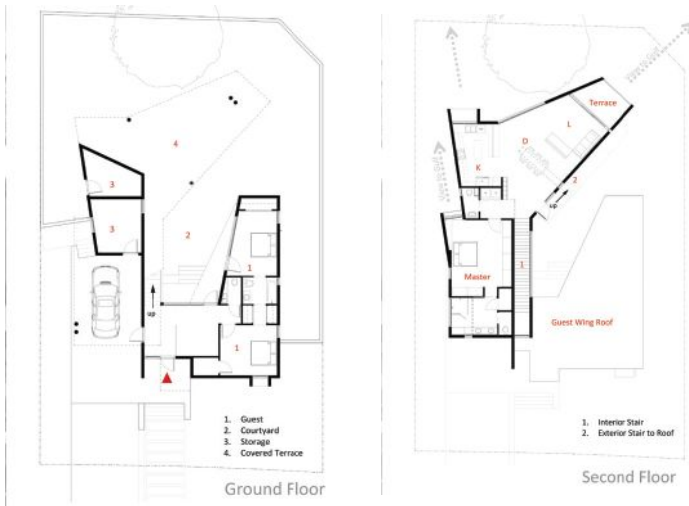 4
3
3
2
1
up
1
1. Guest
2. Courtyard
3. Storage
4. Covered Terrace
Ground Floor
Terrace
L
D
K
2
up
1
Master
Guest Wing Roof
1. Interior Stair
2. Exterior Stair to Roof
Second Floor